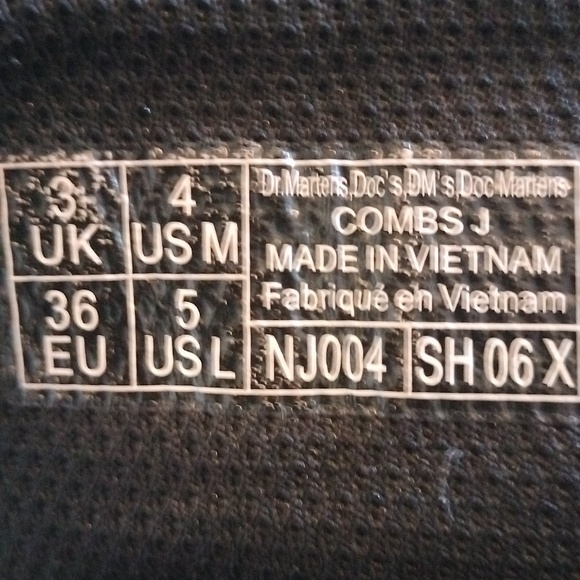 3
UK
4
US M
36
EU
5
US L
Dr.Martens,Doc's,DM's,Doc Martens
COMBS J
MADE IN VIETNAM
Fabriqué en Vietnam
NJ004
SH 06 X